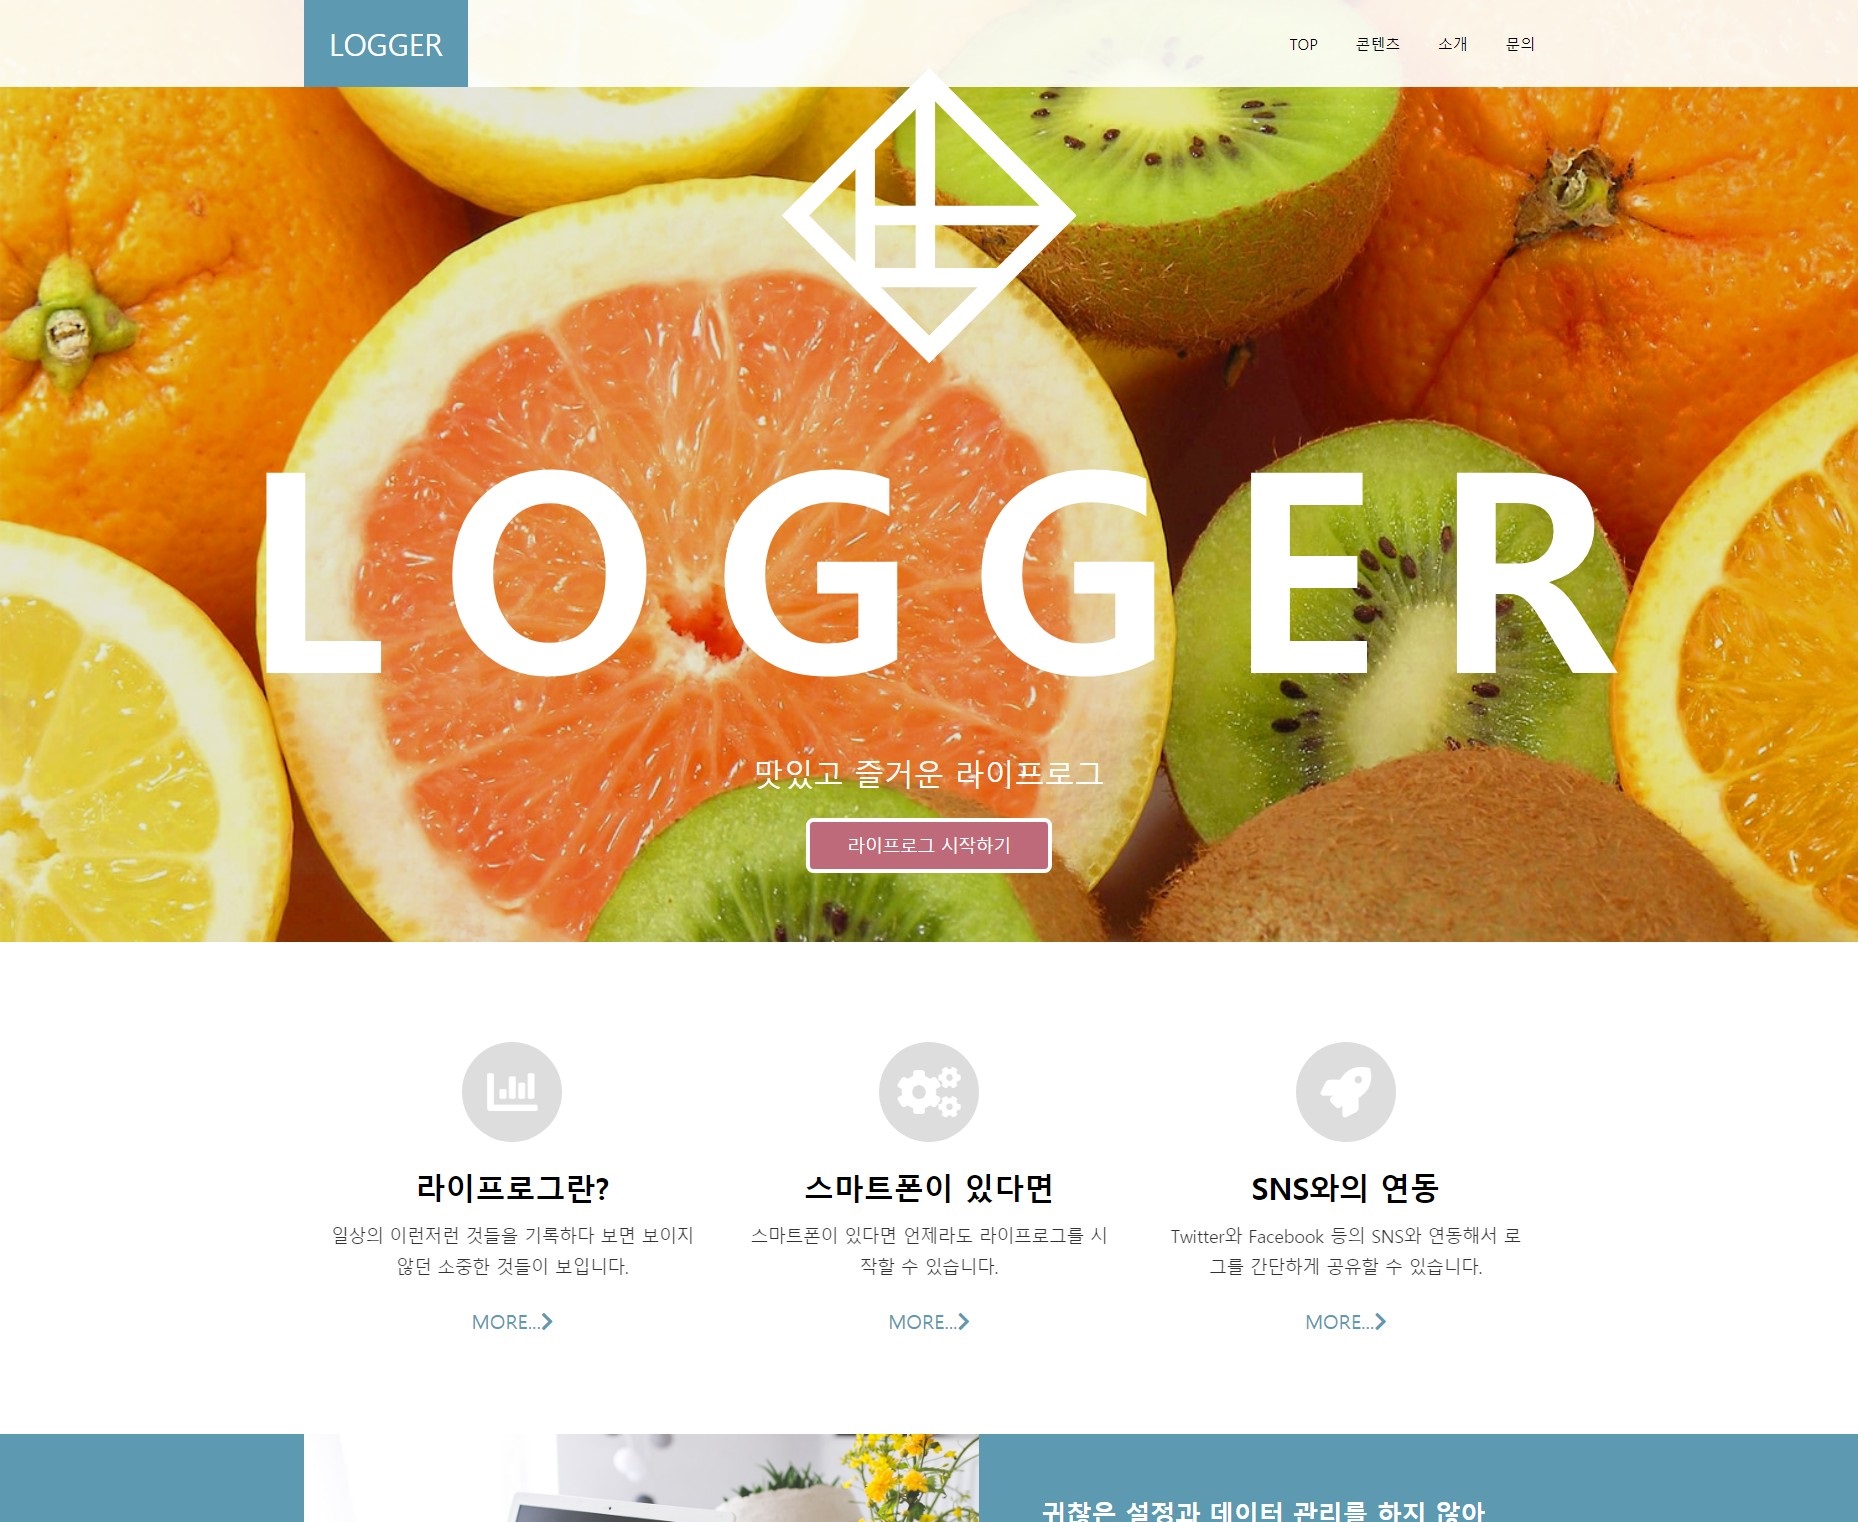 LOGGER
TOP 콘텐츠 소개 문의
LOGGER
맛있고 즐거운 라이프로그
라이프로그 시작하기
라이프로그란?
일상의 이런저런 것들을 기록하다 보면 보이지
않던 소중한 것들이 보입니다.
MORE...
스마트폰이 있다면
스마트폰이 있다면 언제라도 라이프로그를 시
작할 수 있습니다.
MORE...
SNS와의 연동
Twitter와 Facebook 등의 SNS와 연동해서 로
그를 간단하게 공유할 수 있습니다.
MORE...
귀찮은 설정과 데이터 관리를 하지 않아